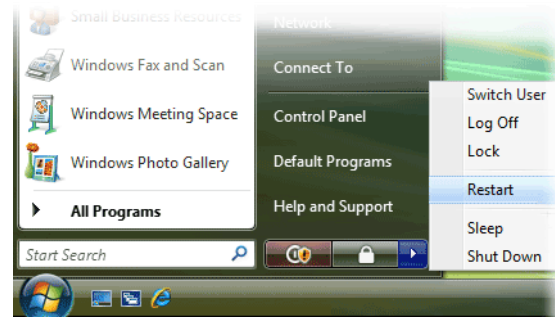 Small Business Resources
Network
Windows Fax and Scan
Connect To
Windows Meeting Space
Control Panel
Windows Photo Gallery
Default Programs
All Programs
Help and Support
Start Search
Switch User
Log Off
Lock
Restart
Sleep
Shut Down